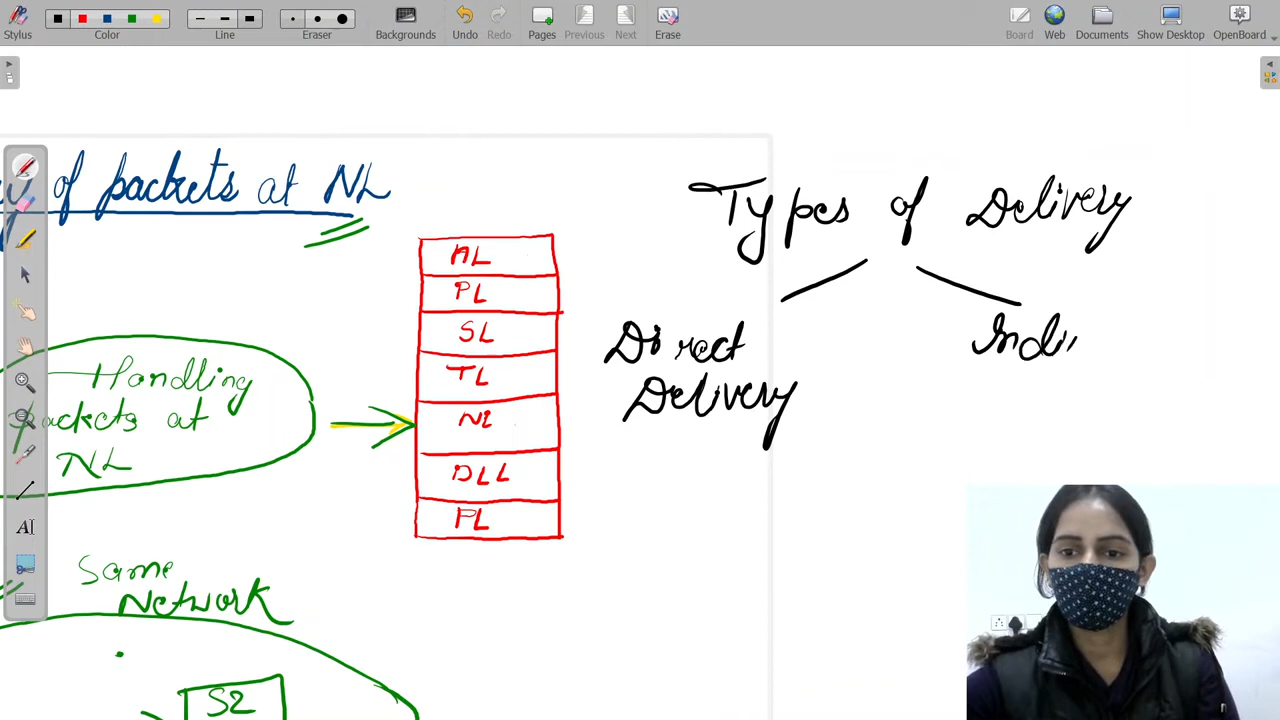 Stylus
Color
Line
Eraser
Backgrounds
Undo
Redo
Pages
Previous
Next
Erase
Board
Web
Documents
Show Desktop
OpenBoard
of packets at NL
Types of Delivery
Direct
Delivery
Indi
AL
PL
SL
TL
NL
DLL
PL
Handling
packets at
NL
Same
Network
S2
AI